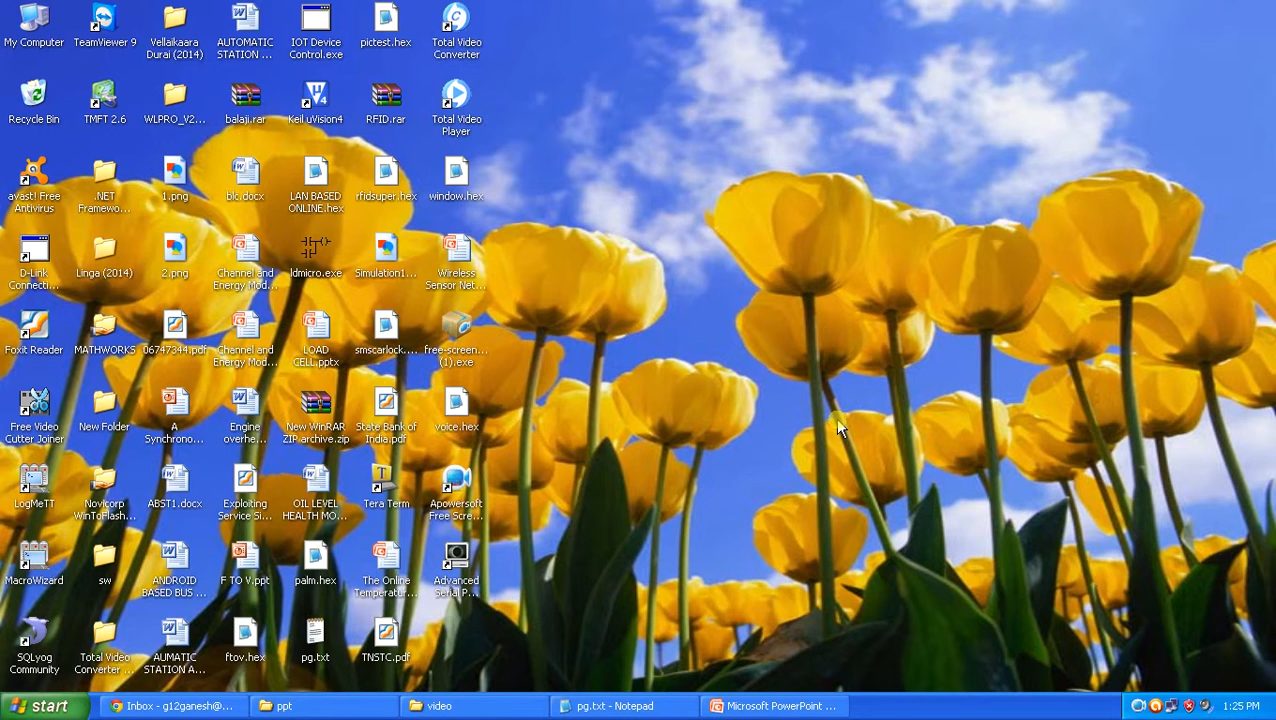 My Computer
TeamViewer 9
Vellaikaara
Durai (2014)
AUTOMATIC
STATION ...
IOT Device
Control.exe
pictest.hex
Total Video
Converter
Recycle Bin
TMFT 2.6
WLPRO_V2...
balaji.rar
Keil uVision4
RFID.rar
Total Video
Player
avast! Free
Antivirus
.NET
Framewo...
1.png
blc.docx
LAN BASED
ONLINE.hex
rfidsuper.hex
window.hex
D-Link
Connecti...
Linga (2014)
2.png
Channel and
Energy Mod...
ldmicro.exe
Simulation1...
Wireless
Sensor Net...
Foxit Reader
MATHWORKS
06747344.pdf
Channel and
Energy Mod...
LOAD
CELL.pptx
smscarlock....
free-screen...
(1).exe
Free Video
Cutter Joiner
New Folder
A
Synchrono...
Engine
overhe...
New WinRAR
ZIP archive.zip
State Bank of
India.pdf
voice.hex
LogMeTT
Novicorp
WinToFlash...
ABST1.docx
Exploiting
Service Si...
OIL LEVEL
HEALTH MO...
Tera Term
Apowersoft
Free Scre...
MacroWizard
sw
ANDROID
BASED BUS ...
F TO V.ppt
palm.hex
The Online
Temperatur...
Advanced
Serial P...
SQLyog
Community
Total Video
Converter ...
AUMATIC
STATION A...
ftov.hex
pg.txt
TNSTC.pdf
start
Inbox - g12ganesh@...
ppt
video
pg.txt - Notepad
Microsoft PowerPoint ...
1:25 PM